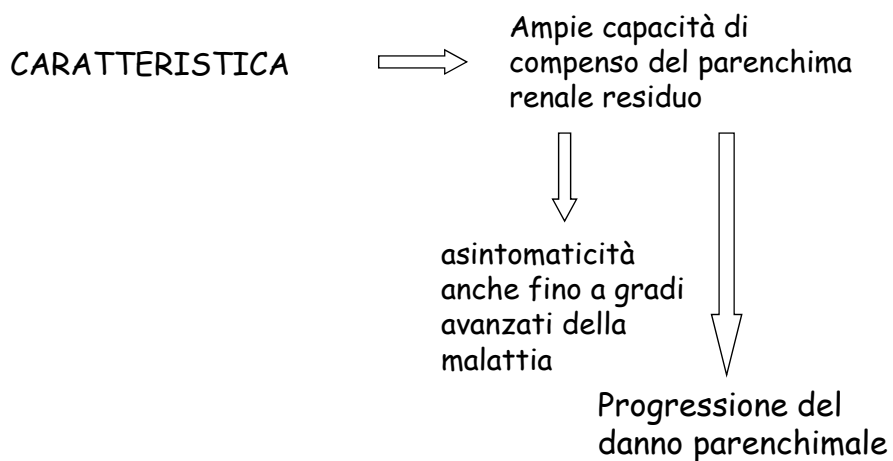 CARATTERISTICA
Ampie capacità di
compenso del parenchima
renale residuo
asintomaticità
anche fino a gradi
avanzati della
malattia
Progressione del
danno parenchimale